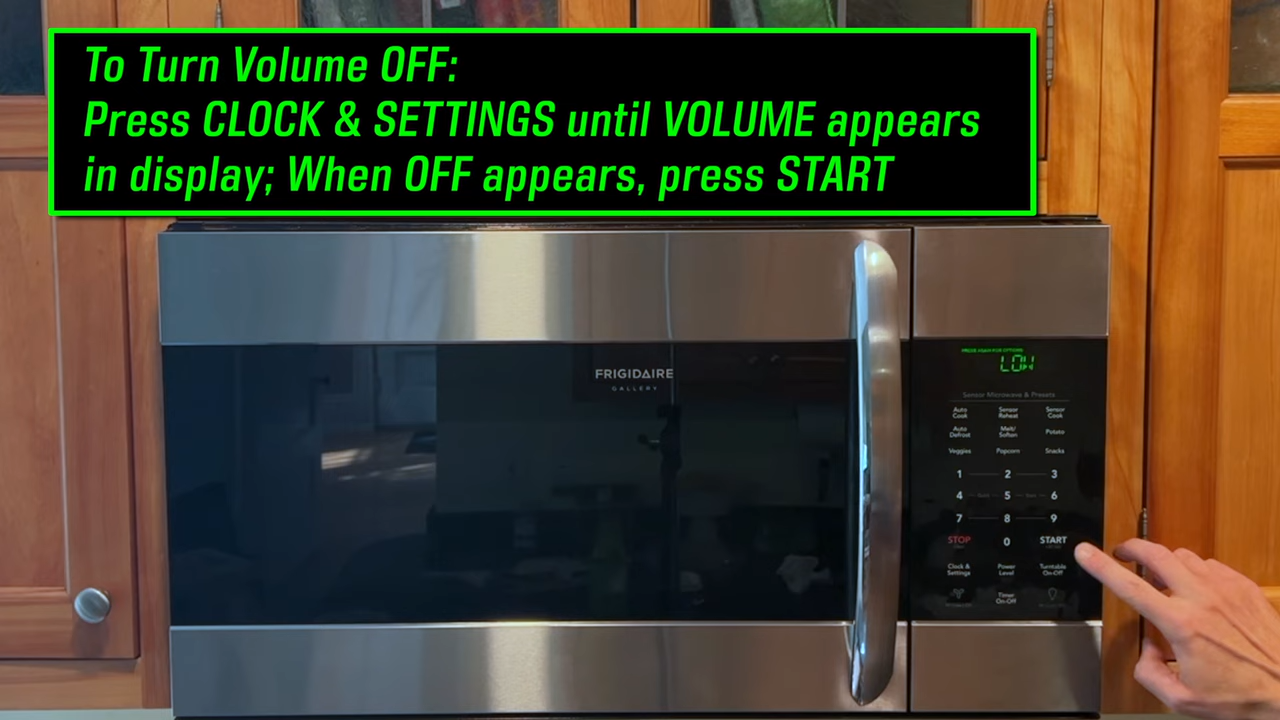 To Turn Volume OFF:
Press CLOCK & SETTINGS until VOLUME appears
in display; When OFF appears, press START
FRIGIDAIRE
GALLERY
LOW
Sensor Microwave & Presets
Auto Cook
Sensor Reheat
Sensor Cook
Auto Defrost
Melt/Soften
Potato
Veggies
Popcorn
Snacks
1 2 3
4 5 6
7 8 9
STOP 0 START
Clock & Settings
Power Level
Turntable On-Off
Timer On-Off